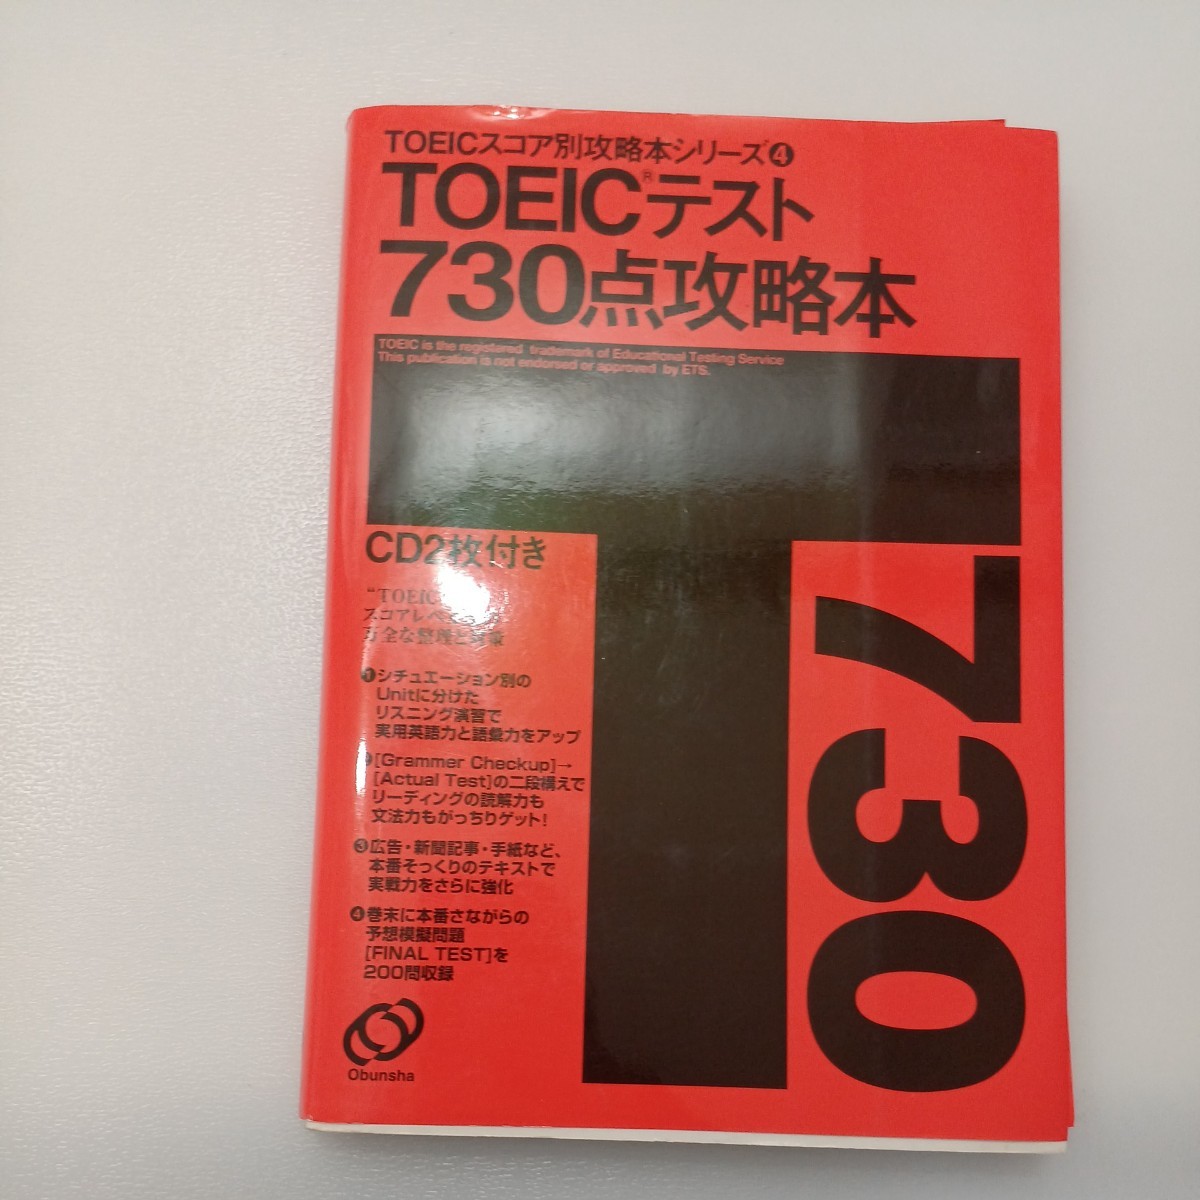 TOEICスコア別攻略本シリーズ❹
TOEIC®テスト
730点攻略本
TOEIC is the registered trademark of Educational Testing Service
This publication is not endorsed or approved by ETS.
CD2枚付き
“TOEIC
スコアレベ
万全な整理と対策
❶シチュエーション別の
Unitに分けた
リスニング演習で
実用英語力と語彙力をアップ
[Grammer Checkup]→
[Actual Test]の二段構えで
リーディングの読解力も
文法力もがっちりゲット!
❸広告・新聞記事・手紙など、
本番そっくりのテキストで
実戦力をさらに強化
❹巻末に本番さながらの
予想模擬問題
[FINAL TEST]を
200問収録
Obunsha
730